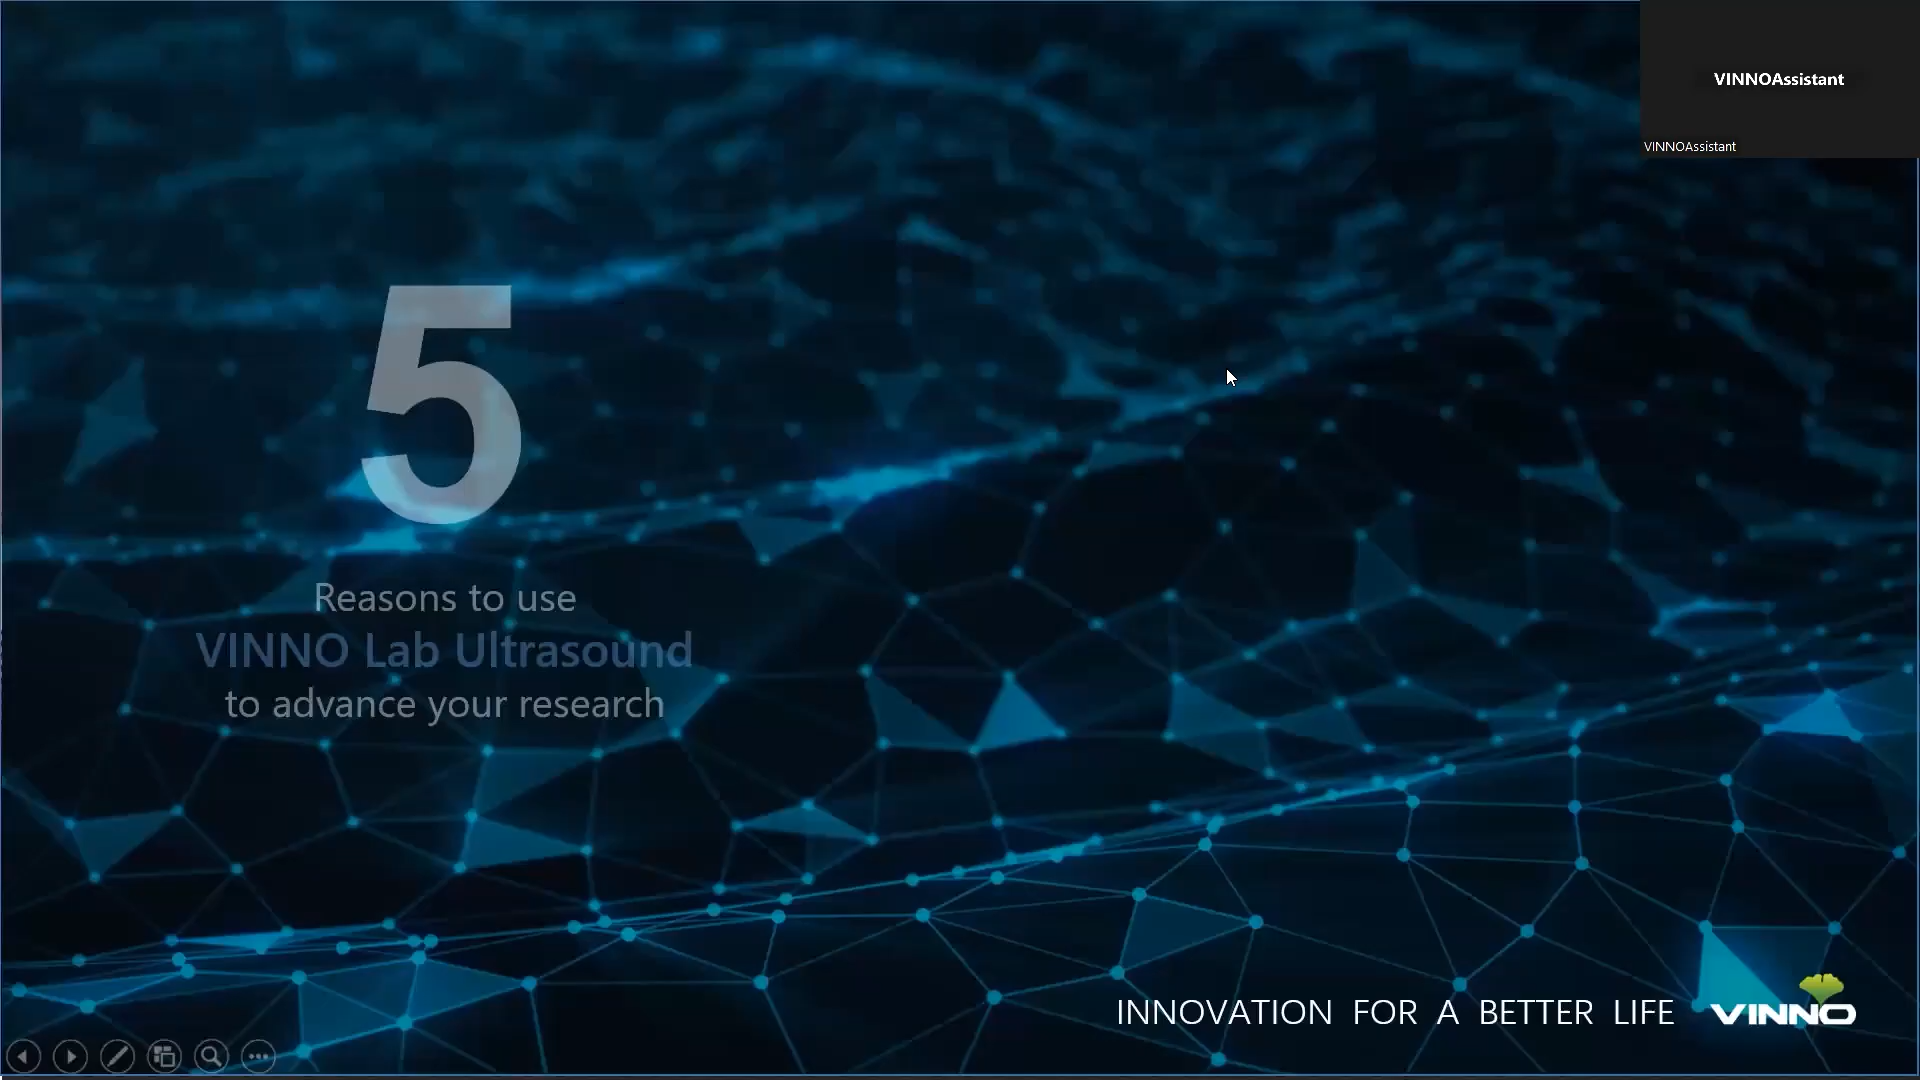 VINNOAssistant
VINNOAssistant
5
Reasons to use
VINNO Lab Ultrasound
to advance your research
INNOVATION FOR A BETTER LIFE
VINNO